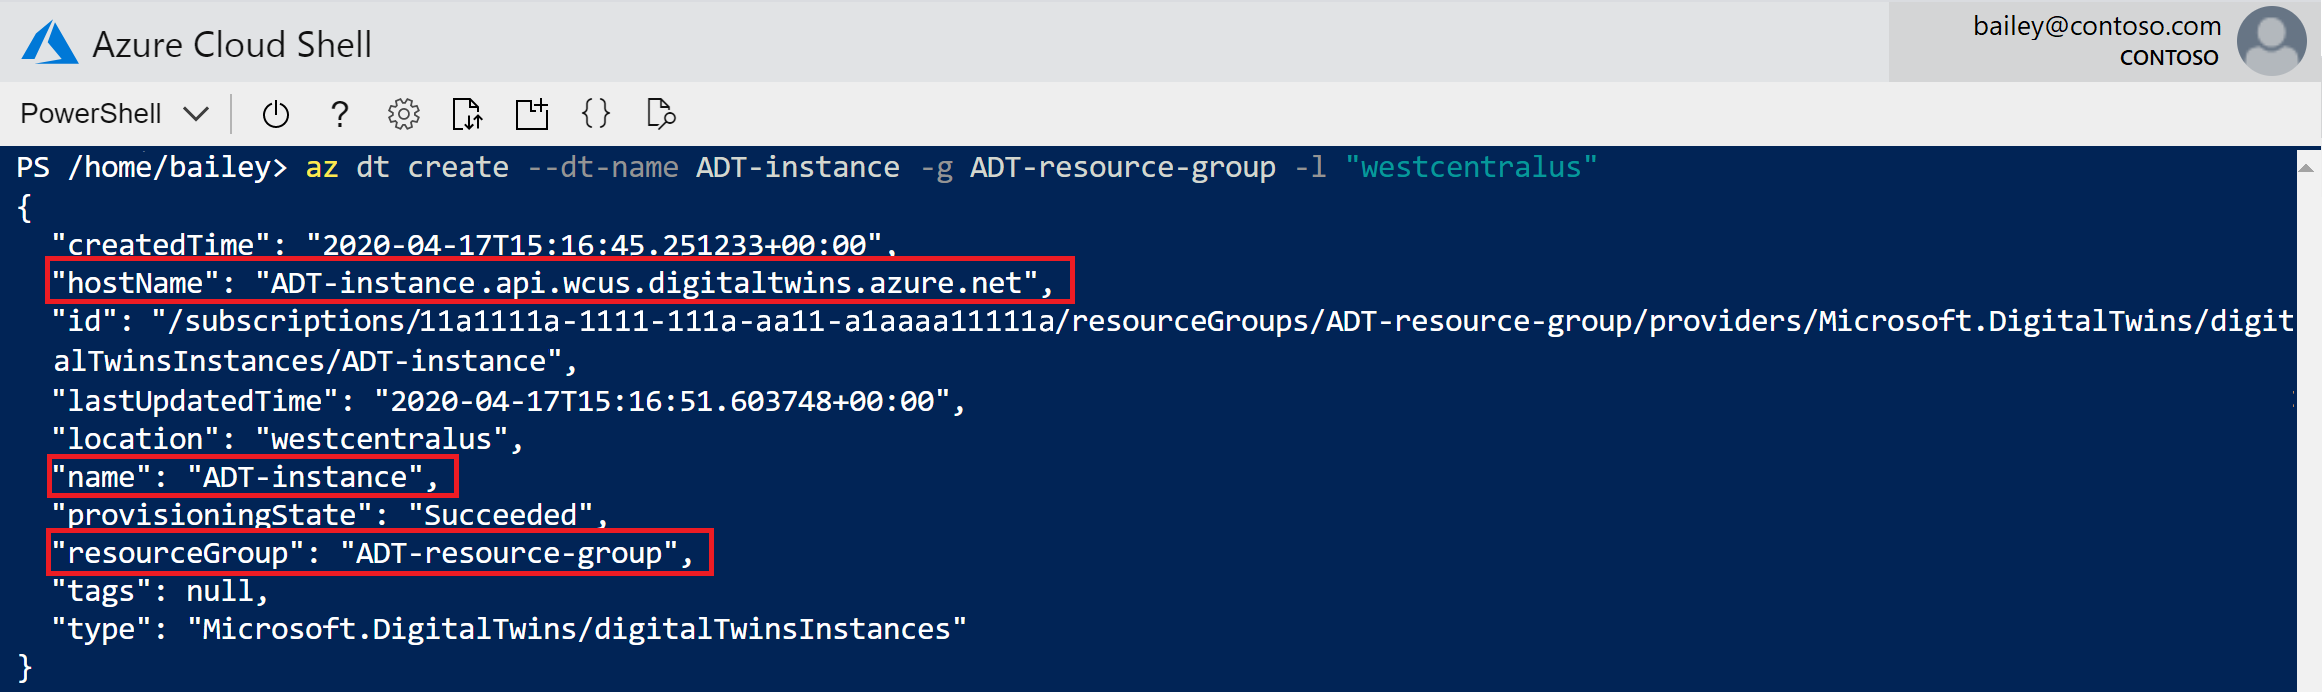 Azure Cloud Shell
bailey@contoso.com
CONTOSO
PowerShell
PS /home/bailey> az dt create --dt-name ADT-instance -g ADT-resource-group -l "westcentralus"
{
"createdTime": "2020-04-17T15:16:45.251233+00:00",
"hostName": "ADT-instance.api.wcus.digitaltwins.azure.net",
"id": "/subscriptions/11a1111a-1111-111a-aa11-a1aaaa11111a/resourceGroups/ADT-resource-group/providers/Microsoft.DigitalTwins/digit
alTwinsInstances/ADT-instance",
"lastUpdatedTime": "2020-04-17T15:16:51.603748+00:00",
"location": "westcentralus",
"name": "ADT-instance",
"provisioningState": "Succeeded",
"resourceGroup": "ADT-resource-group",
"tags": null,
"type": "Microsoft.DigitalTwins/digitalTwinsInstances"
}